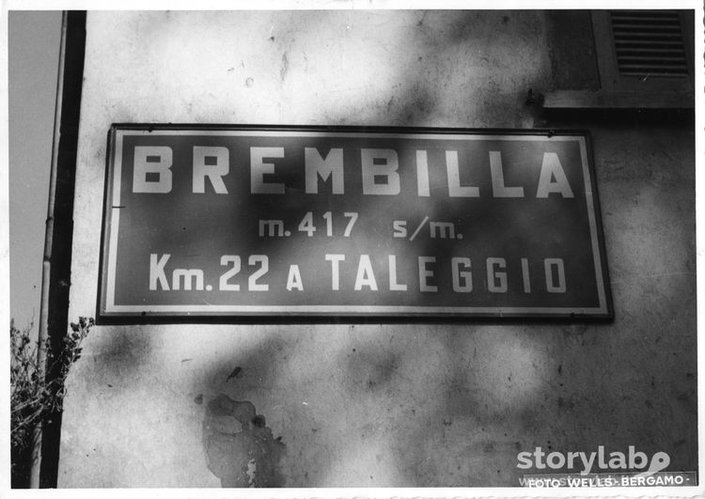 BREMBILLA
m.417 s/m.
Km.22 A TALEGGIO
storylab
FOTO WELLS-BERGAMO-